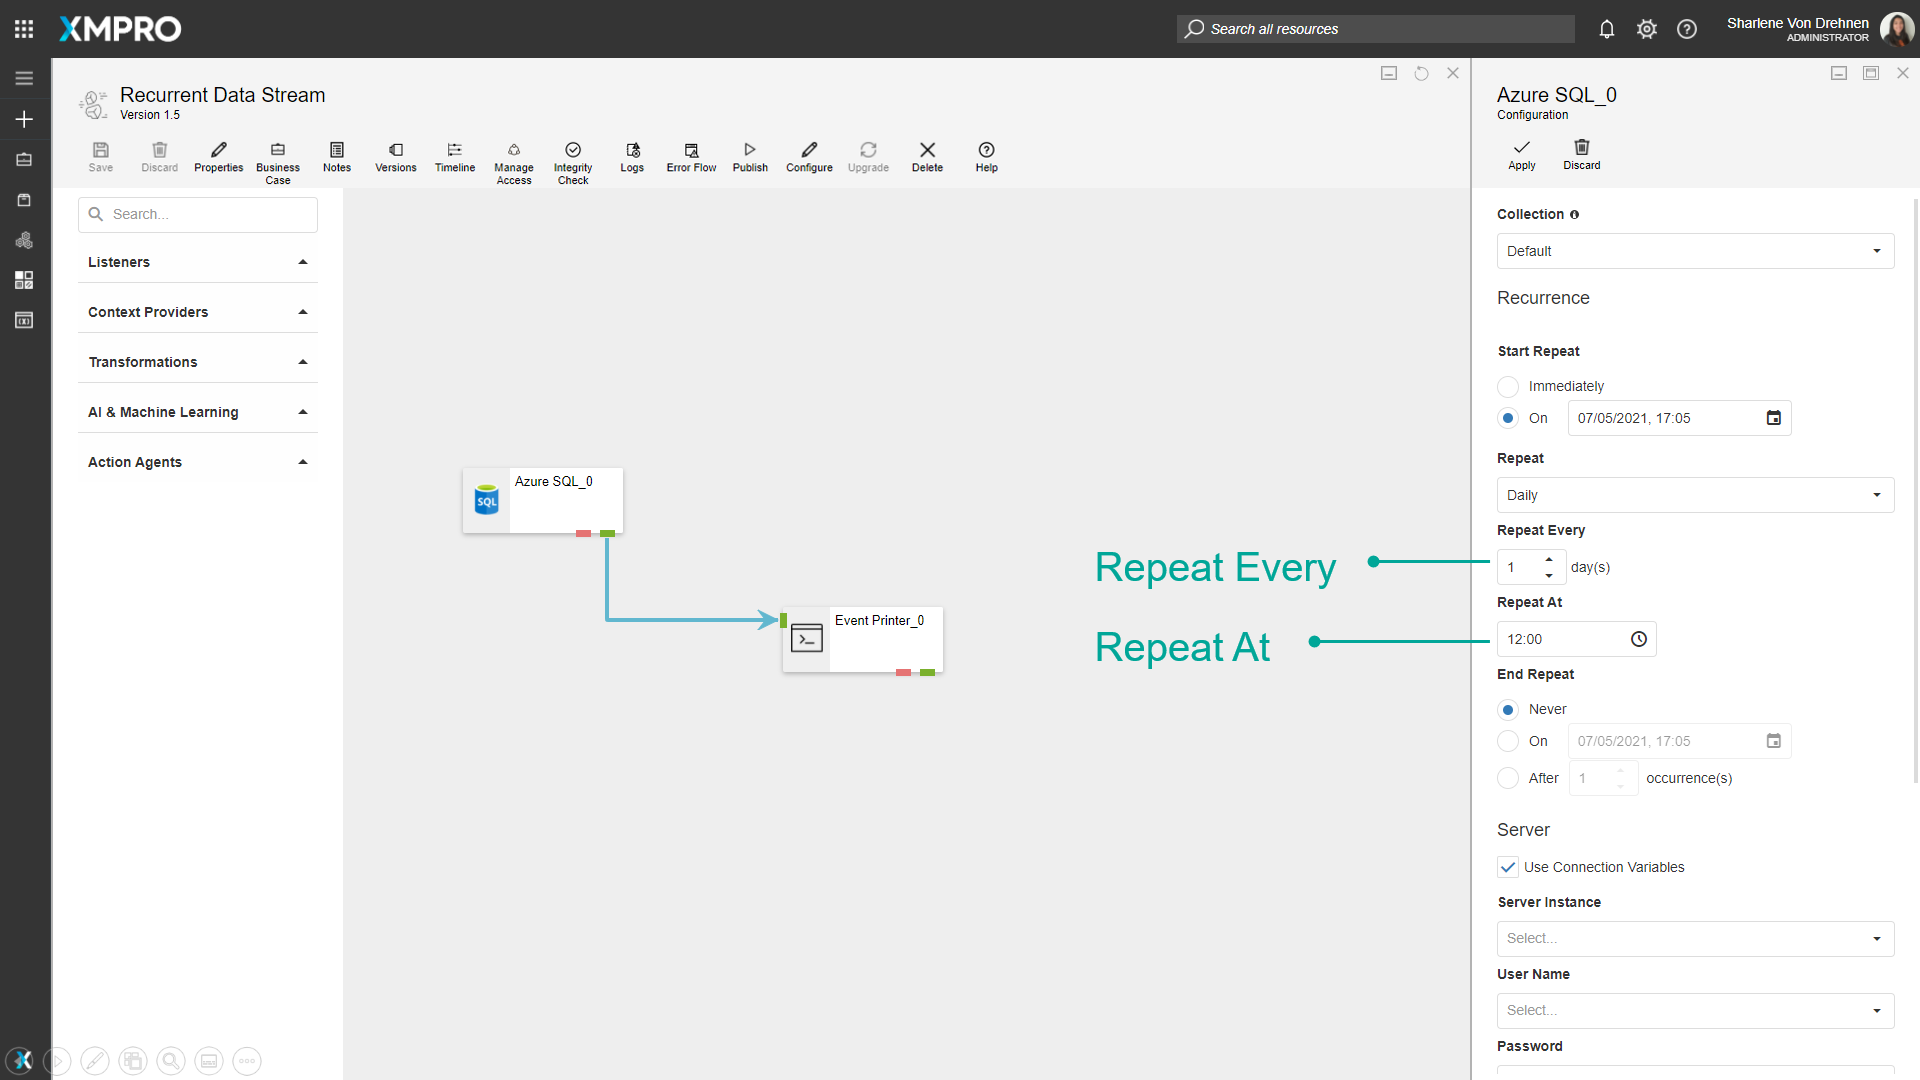 XMPRO
Search all resources
Sharlene Von Drehnen
ADMINISTRATOR
Recurrent Data Stream
Version 1.5
Save
Discard
Properties
Business
Case
Notes
Versions
Timeline
Manage
Access
Integrity
Check
Logs
Error Flow
Publish
Configure
Upgrade
Delete
Help
Search...
Listeners
Context Providers
Transformations
AI & Machine Learning
Action Agents
SQL
Azure SQL_0
Event Printer_0
Repeat Every
Repeat At
Azure SQL_0
Configuration
Apply
Discard
Collection
Default
Recurrence
Start Repeat
Immediately
On 07/05/2021, 17:05
Repeat
Daily
Repeat Every
1 day(s)
Repeat At
12:00
End Repeat
Never
On 07/05/2021, 17:05
After 1 occurrence(s)
Server
Use Connection Variables
Server Instance
Select...
User Name
Select...
Password